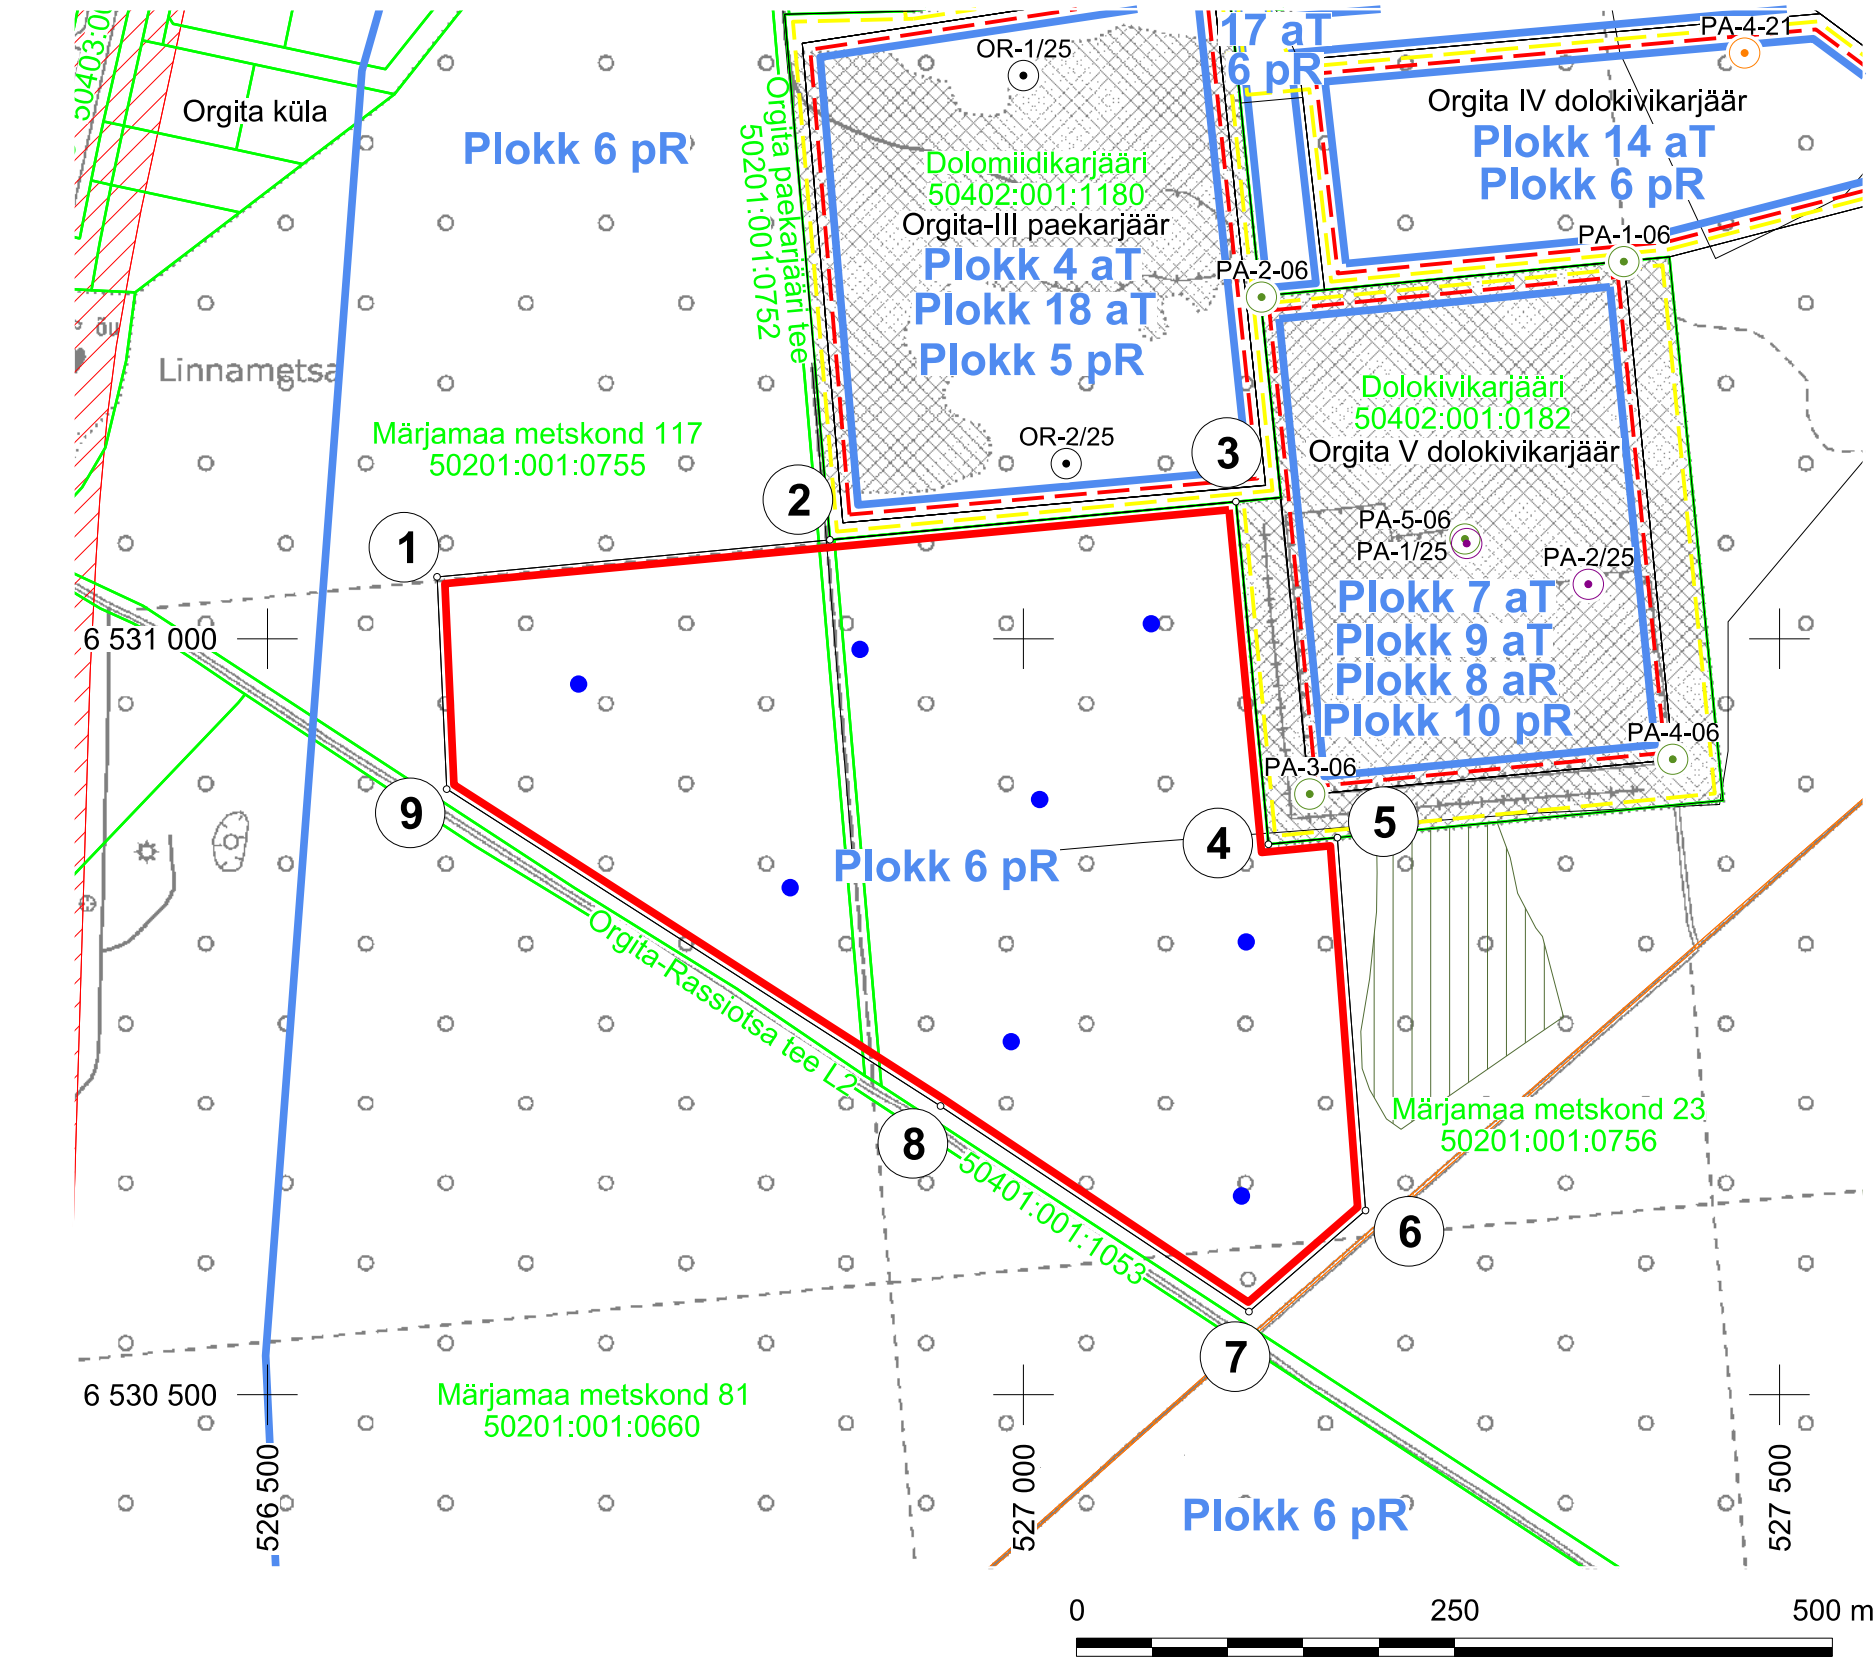 50403:0
Orgita küla
Plokk 6 pR
Orgita paekarjääri tee
50201:001:0752
OR-1/25
17 aT
6 pR
PA-4-21
Orgita IV dolokivikarjäär
Plokk 14 aT
Plokk 6 pR
Dolomiidikarjääri
50402:001:1180
Orgita-III paekarjäär
Plokk 4 aT
Plokk 18 aT
Plokk 5 pR
PA-2-06
PA-1-06
õu
Linnametsa
Märjamaa metskond 117
50201:001:0755
Dolokivikarjääri
50402:001:0182
Orgita V dolokivikarjäär
OR-2/25
3
2
1
PA-5-06
PA-1/25
PA-2/25
Plokk 7 aT
Plokk 9 aT
Plokk 8 aR
Plokk 10 pR
6 531 000
PA-4-06
PA-3-06
9
4
5
Plokk 6 pR
Orgita-Rassiotsa tee L2
50401:001:1053
Märjamaa metskond 23
50201:001:0756
8
6
7
6 530 500
Märjamaa metskond 81
50201:001:0660
526 500
527 000
527 500
Plokk 6 pR
0 250 500 m